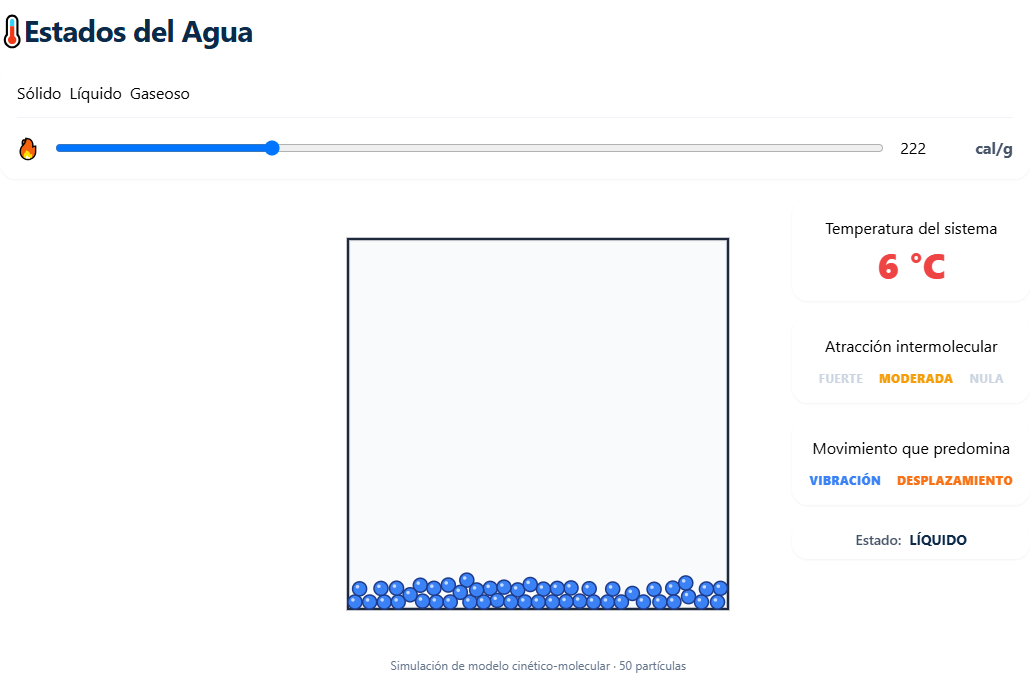 Estados del Agua
Sólido Líquido Gaseoso
222 cal/g
Temperatura del sistema
6 °C
Atracción intermolecular
FUERTE MODERADA NULA
Movimiento que predomina
VIBRACIÓN DESPLAZAMIENTO
Estado: LÍQUIDO
Simulación de modelo cinético-molecular · 50 partículas